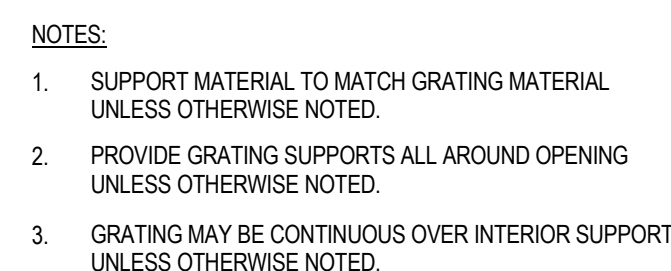 NOTES:
1. SUPPORT MATERIAL TO MATCH GRATING MATERIAL
UNLESS OTHERWISE NOTED.
2. PROVIDE GRATING SUPPORTS ALL AROUND OPENING
UNLESS OTHERWISE NOTED.
3. GRATING MAY BE CONTINUOUS OVER INTERIOR SUPPORT
UNLESS OTHERWISE NOTED.